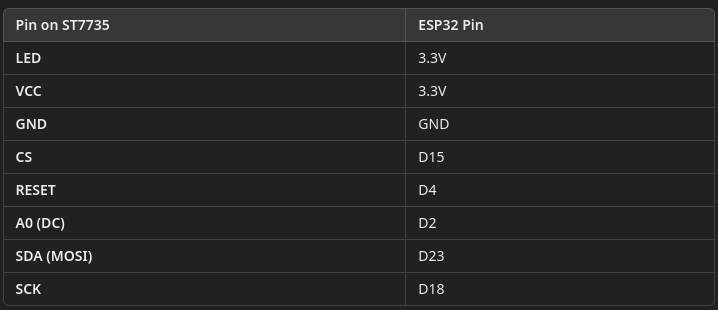 Pin on ST7735 ESP32 Pin
LED 3.3V
VCC 3.3V
GND GND
CS D15
RESET D4
A0 (DC) D2
SDA (MOSI) D23
SCK D18